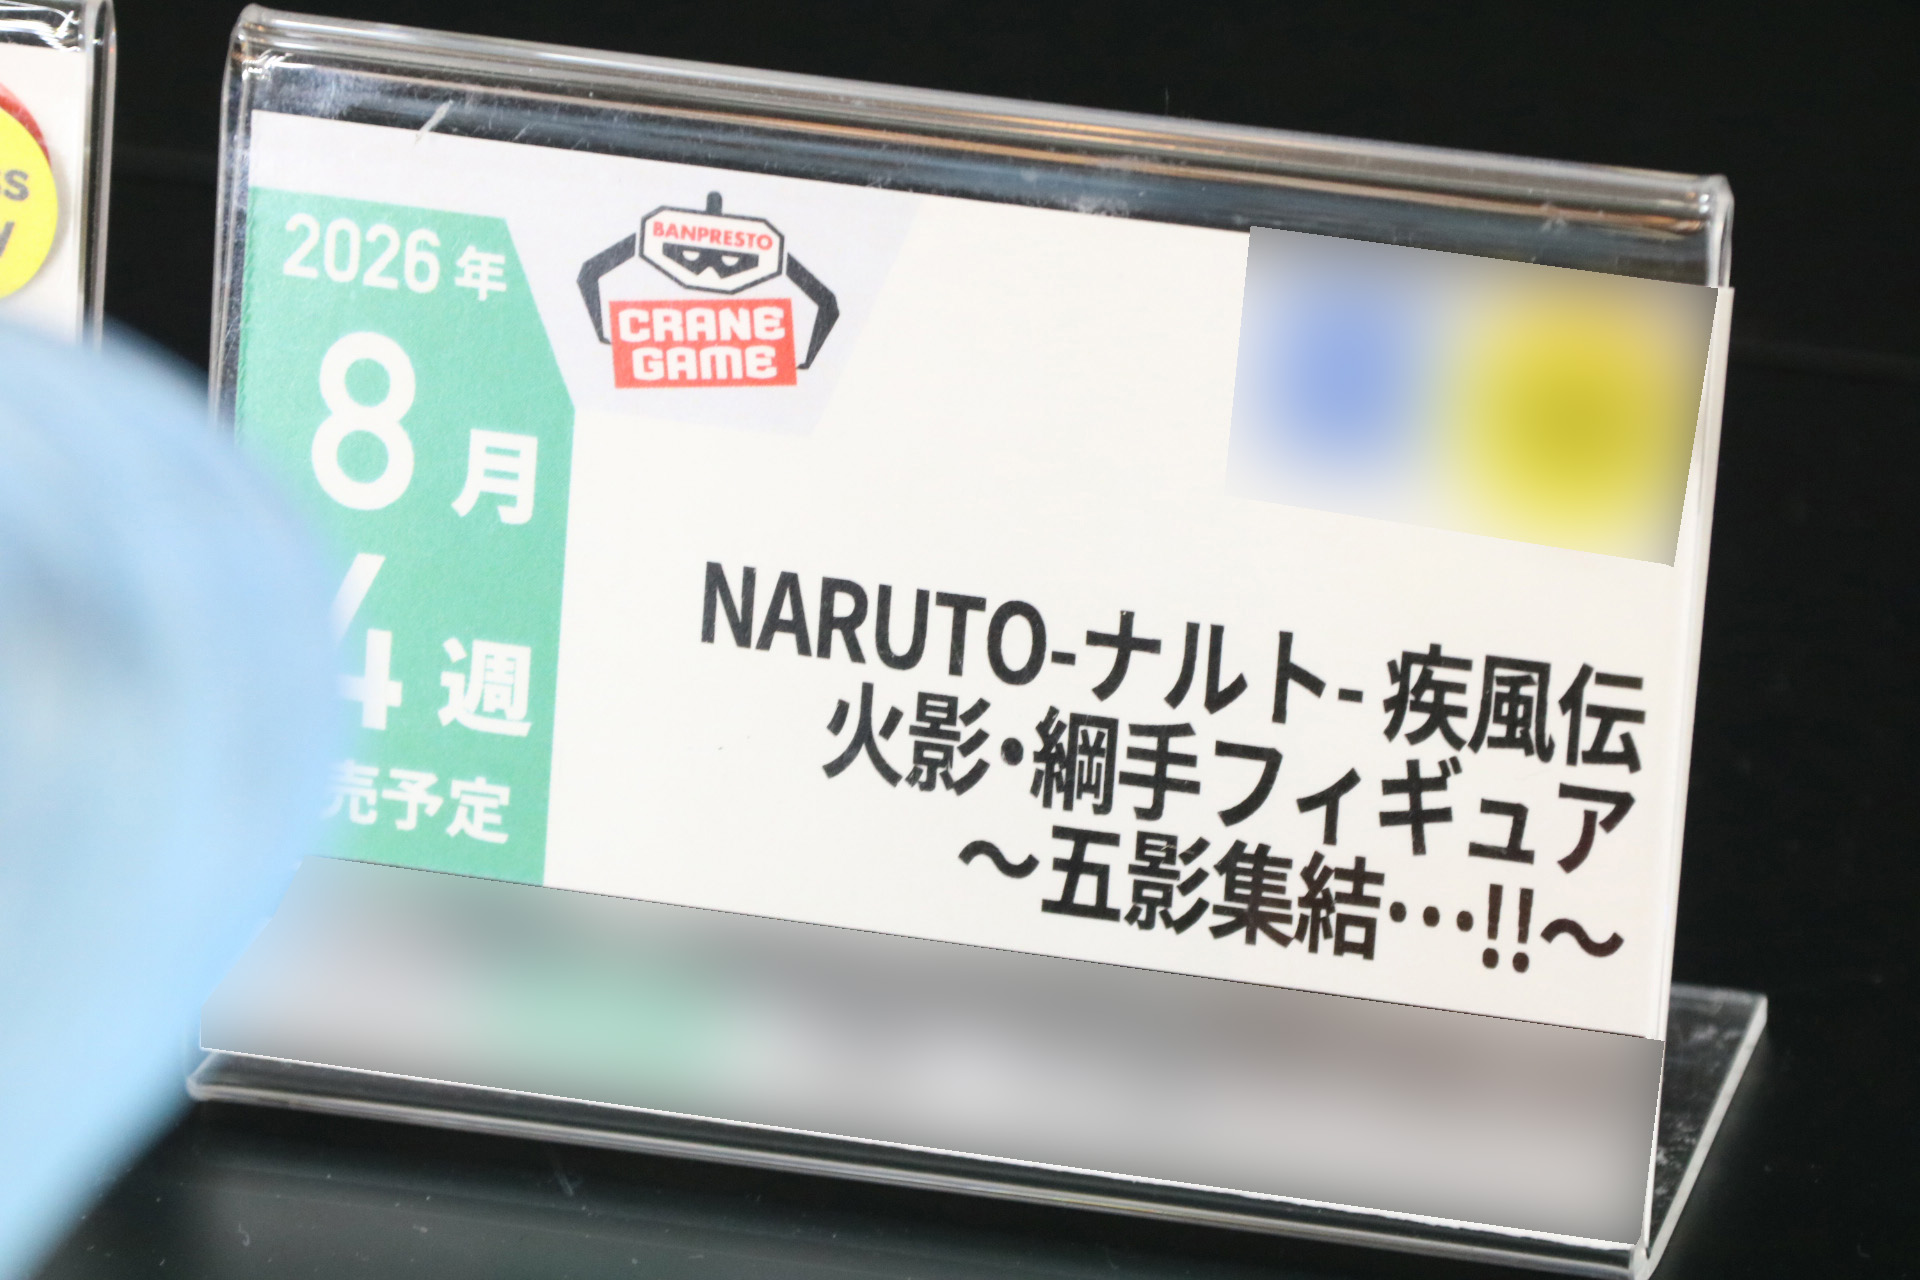 2026年
8月
4週
売予定
BANPRESTO
CRANE
GAME
NARUTO-ナルト- 疾風伝
火影・綱手フィギュア
～五影集結…!!～